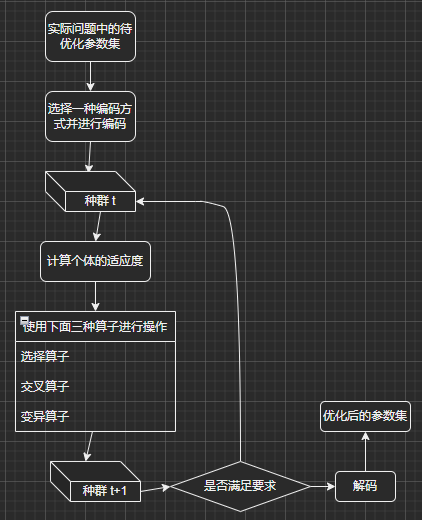 实际问题中的待
优化参数集
选择一种编码方
式并进行编码
种群 t
计算个体的适应度
使用下面三种算子进行操作
选择算子
交叉算子
变异算子
优化后的参数集
种群 t+1
是否满足要求
解码